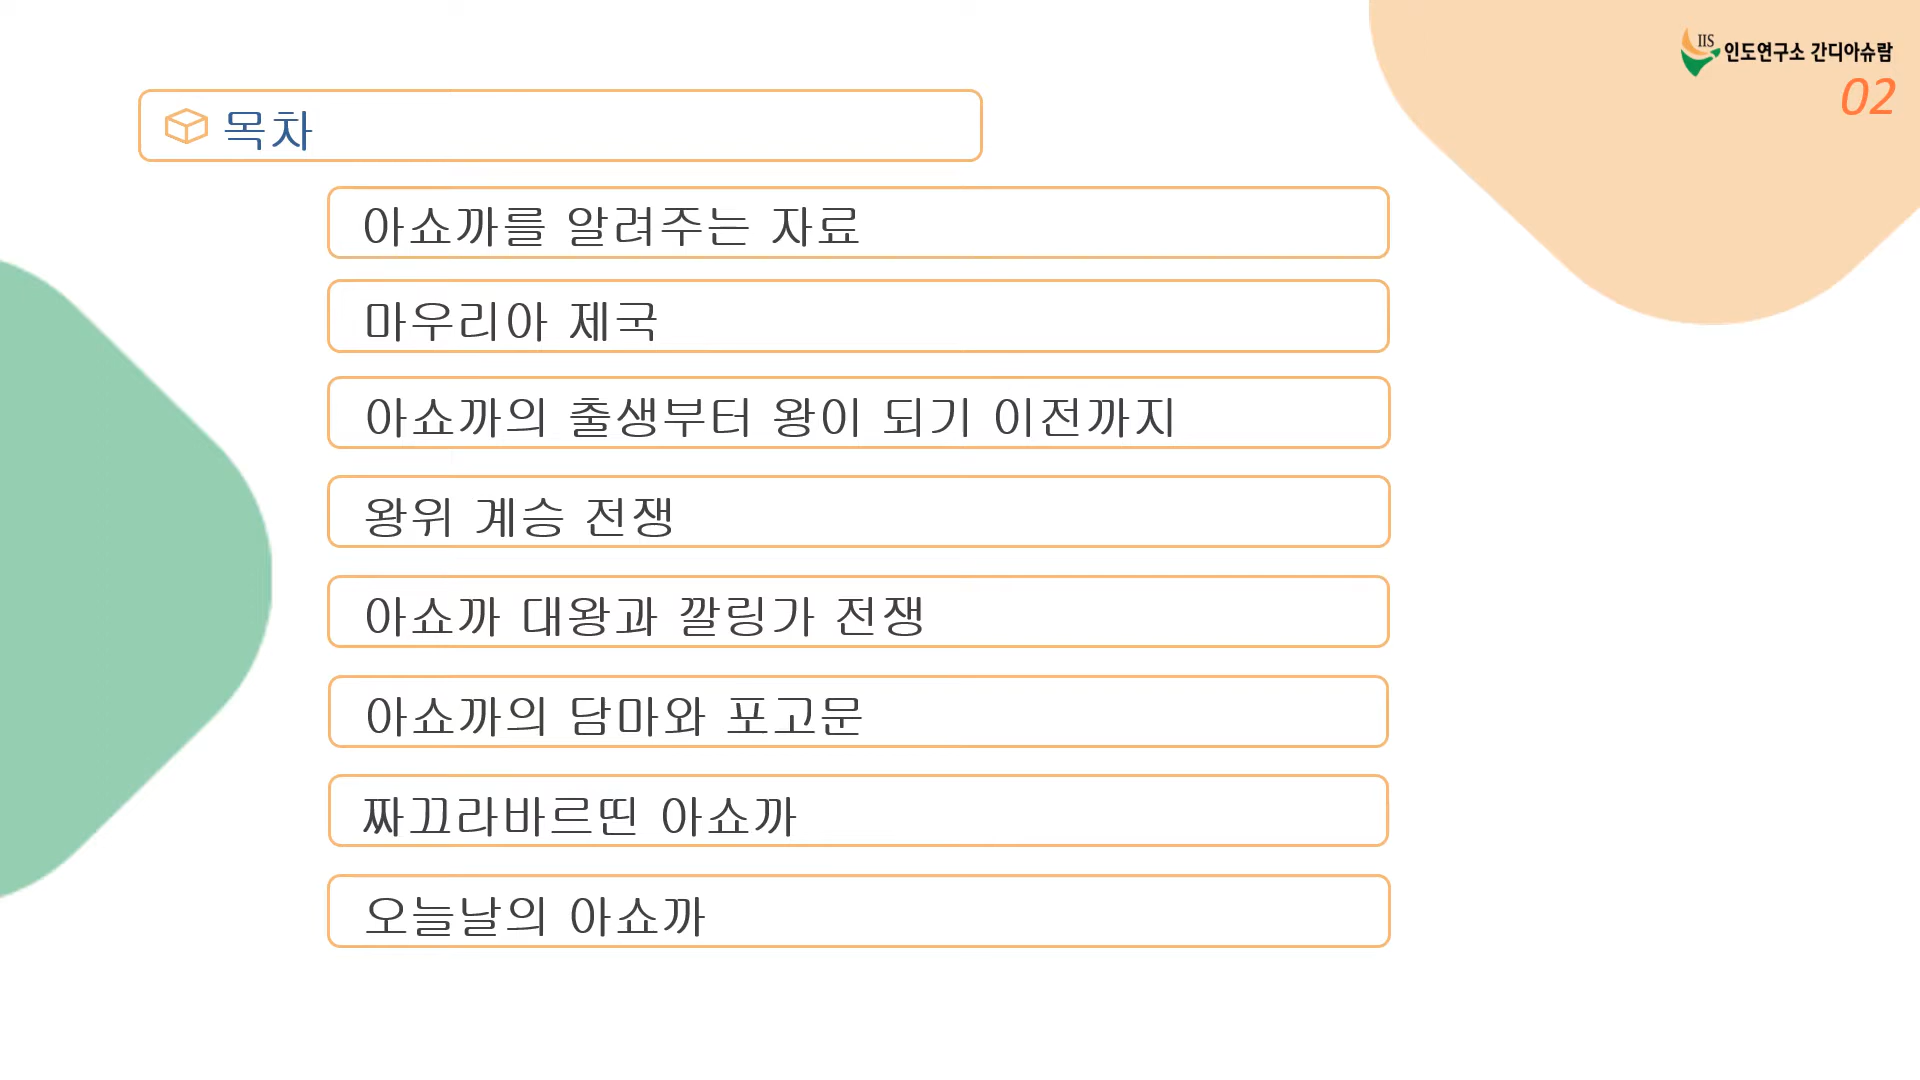 IIS 인도연구소 간디아슈람
02
목차
아쇼까를 알려주는 자료
마우리아 제국
아쇼까의 출생부터 왕이 되기 이전까지
왕위 계승 전쟁
아쇼까 대왕과 깔링가 전쟁
아쇼까의 담마와 포고문
짜끄라바르띤 아쇼까
오늘날의 아쇼까